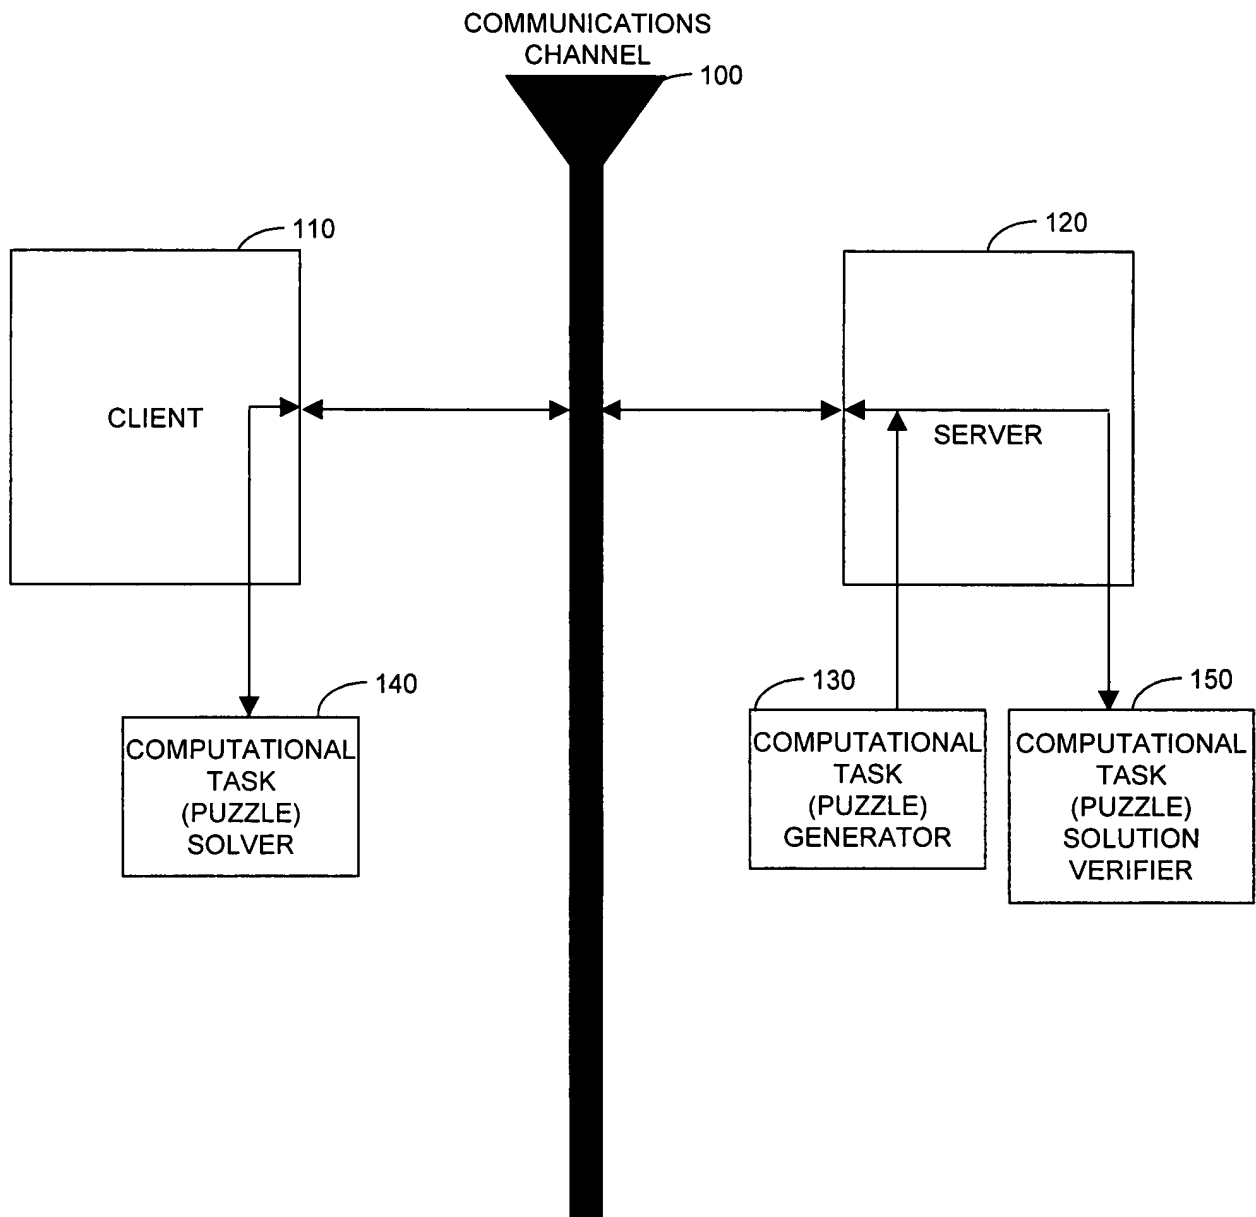 COMMUNICATIONS
CHANNEL
100
110
120
CLIENT
SERVER
140
130
150
COMPUTATIONAL
TASK
(PUZZLE)
SOLVER
COMPUTATIONAL
TASK
(PUZZLE)
GENERATOR
COMPUTATIONAL
TASK
(PUZZLE)
SOLUTION
VERIFIER